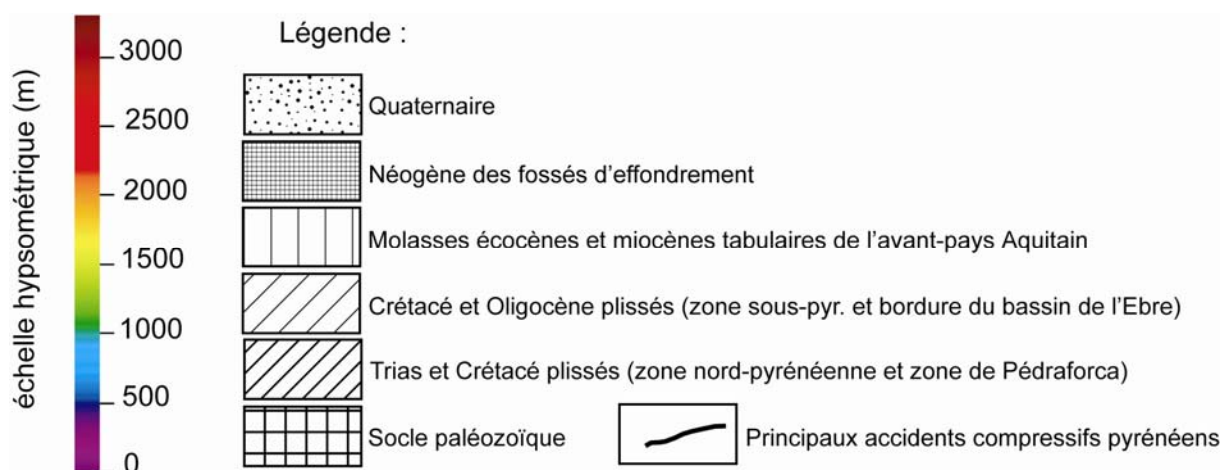 échelle hypsométrique (m)
3000
2500
2000
1500
1000
500
0
Légende :
Quaternaire
Néogène des fossés d'effondrement
Molasses écocènes et miocènes tabulaires de l'avant-pays Aquitain
Crétacé et Oligocène plissés (zone sous-pyr. et bordure du bassin de l'Ebre)
Trias et Crétacé plissés (zone nord-pyrénéenne et zone de Pédraforca)
Socle paléozoïque
Principaux accidents compressifs pyrénéens